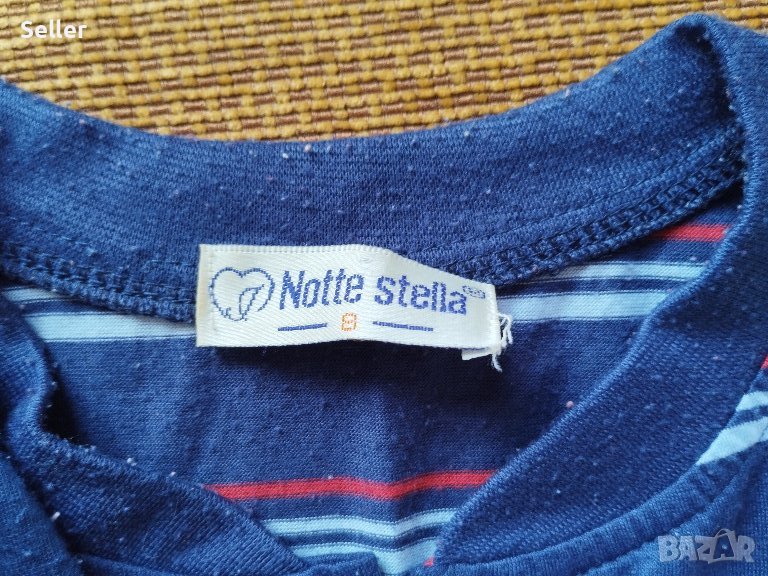 Seller
Notte stella
8
BAZAR